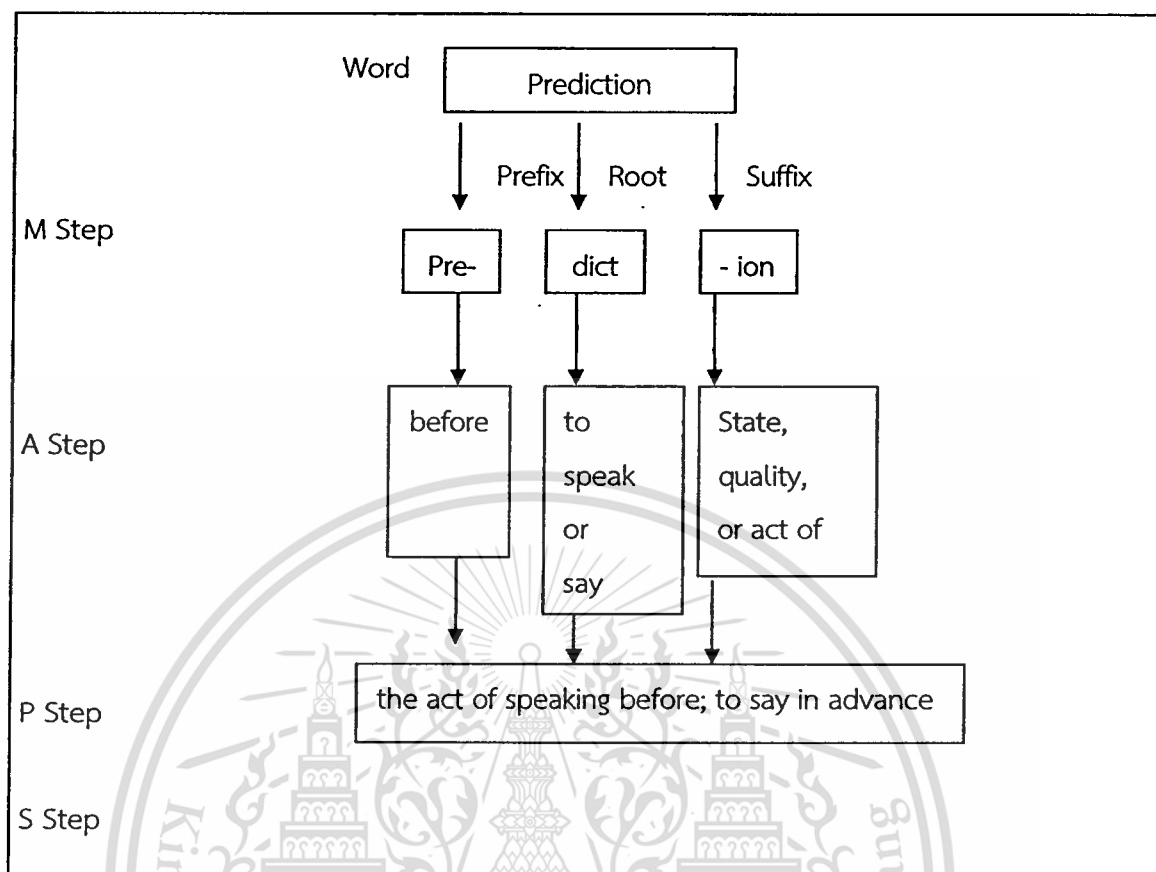 Word
Prediction
Prefix Root Suffix
M Step
Pre- dict - ion
A Step
before
to
speak
or
say
State,
quality,
or act of
P Step
the act of speaking before; to say in advance
S Step